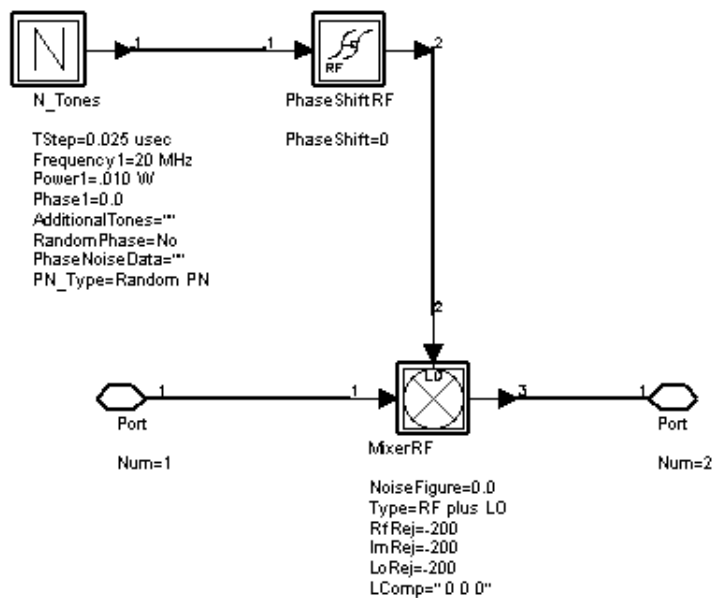 1
1
2
RF
N_Tones
PhaseShiftRF
TStep=0.025 usec
PhaseShift=0
Frequency1=20 MHz
Power1=.010 W
Phase1=0.0
AdditionalTones=""
RandomPhase=No
PhaseNoiseData=""
PN_Type=Random PN
2
LO
1
1
3
1
Port
MixerRF
Port
Num=1
Num=2
NoiseFigure=0.0
Type=RF plus LO
RfRej=-200
ImRej=-200
LoRej=-200
LComp="0 0 0"